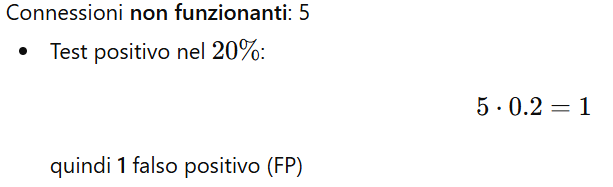 Connessioni non funzionanti: 5
• Test positivo nel 20%:
5 · 0.2 = 1
quindi 1 falso positivo (FP)